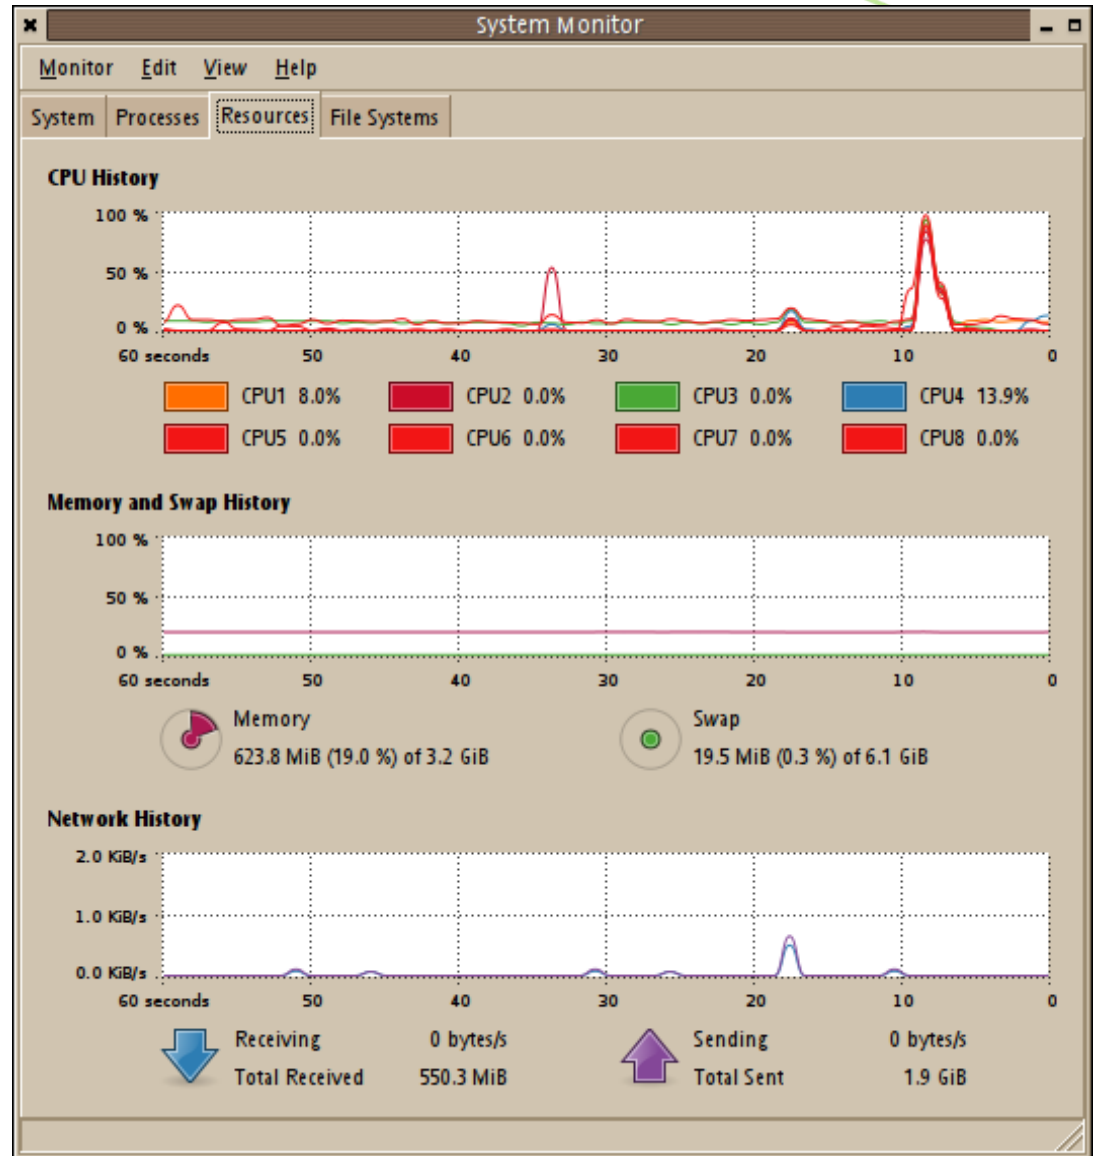 System Monitor
Monitor Edit View Help
System Processes Resources File Systems
CPU History
100 %
50 %
0 %
60 seconds 50 40 30 20 10 0
CPU1 8.0% CPU2 0.0% CPU3 0.0% CPU4 13.9%
CPU5 0.0% CPU6 0.0% CPU7 0.0% CPU8 0.0%
Memory and Swap History
100 %
50 %
0 %
60 seconds 50 40 30 20 10 0
Memory Swap
623.8 MiB (19.0 %) of 3.2 GiB 19.5 MiB (0.3 %) of 6.1 GiB
Network History
2.0 KiB/s
1.0 KiB/s
0.0 KiB/s
60 seconds 50 40 30 20 10 0
Receiving 0 bytes/s Sending 0 bytes/s
Total Received 550.3 MiB Total Sent 1.9 GiB